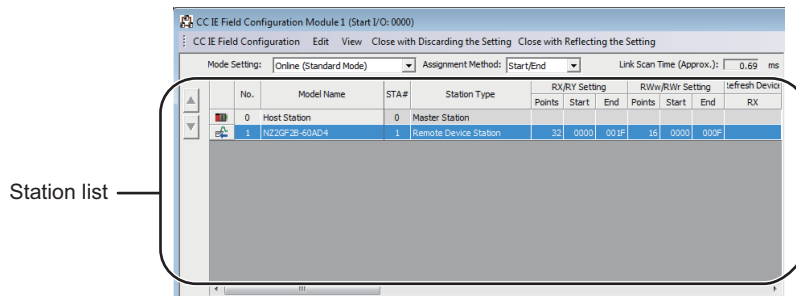 CC IE Field Configuration Module 1 (Start I/O: 0000)
CC IE Field Configuration Edit View Close with Discarding the Setting Close with Reflecting the Setting
Mode Setting: Online (Standard Mode) Assignment Method: Start/End Link Scan Time (Approx.): 0.69 ms
No. Model Name STA# Station Type RX/RY Setting RWw/RWr Setting Refresh Device
Points Start End Points Start End RX
0 Host Station 0 Master Station
1 NZ2GF2B-60AD4 1 Remote Device Station 32 0000 001F 16 0000 000F
Station list